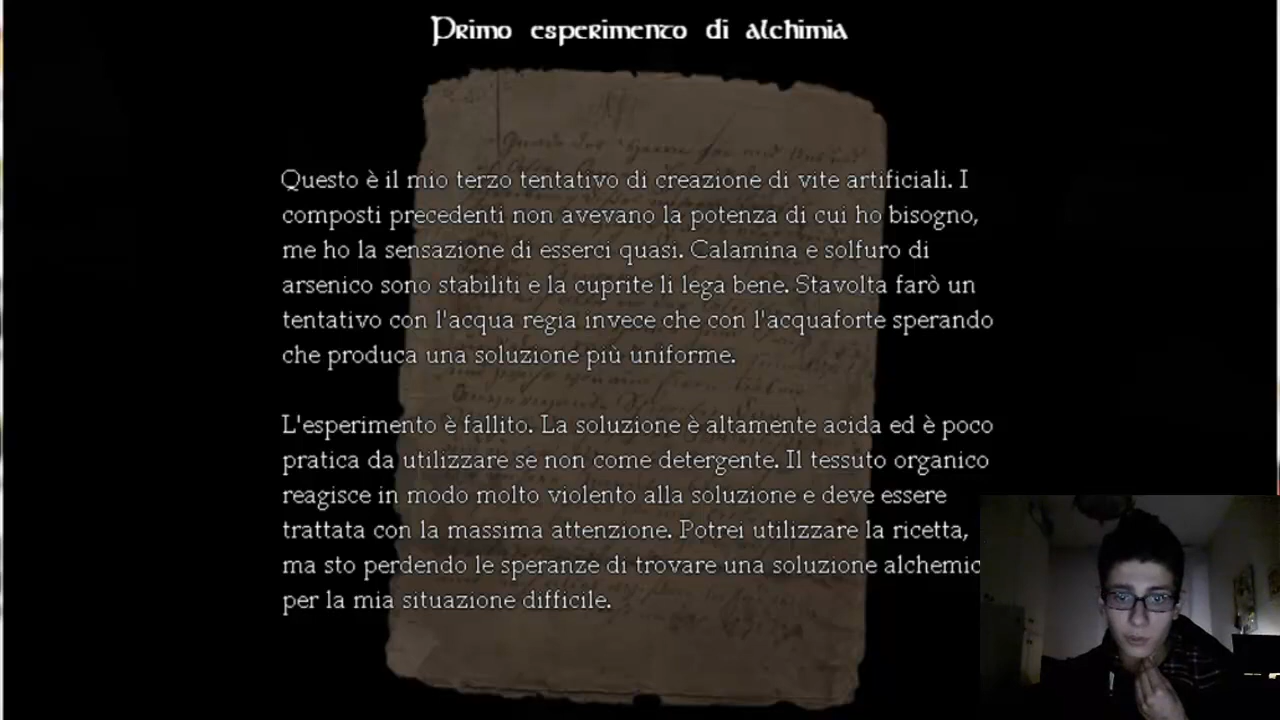 Primo esperimento di alchimia
Questo è il mio terzo tentativo di creazione di vite artificiali. I
composti precedenti non avevano la potenza di cui ho bisogno,
me ho la sensazione di esserci quasi. Calamina e solfuro di
arsenico sono stabiliti e la cuprite li lega bene. Stavolta farò un
tentativo con l'acqua regia invece che con l'acquaforte sperando
che produca una soluzione più uniforme.
L'esperimento è fallito. La soluzione è altamente acida ed è poco
pratica da utilizzare se non come detergente. Il tessuto organico
reagisce in modo molto violento alla soluzione e deve essere
trattata con la massima attenzione. Potrei utilizzare la ricetta,
ma sto perdendo le speranze di trovare una soluzione alchemic
per la mia situazione difficile.